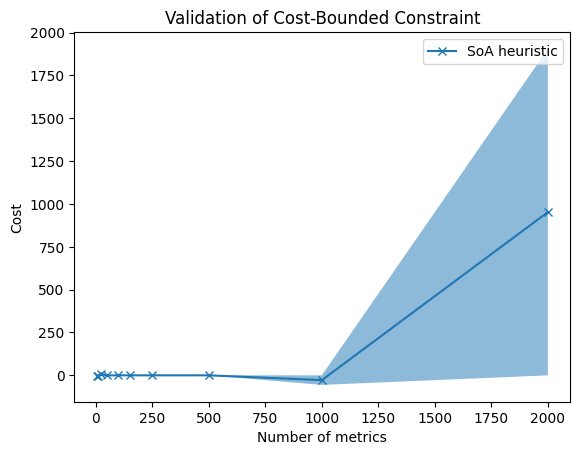 Validation of Cost-Bounded Constraint
SoA heuristic
Cost
2000
1750
1500
1250
1000
750
500
250
0
0 250 500 750 1000 1250 1500 1750 2000
Number of metrics